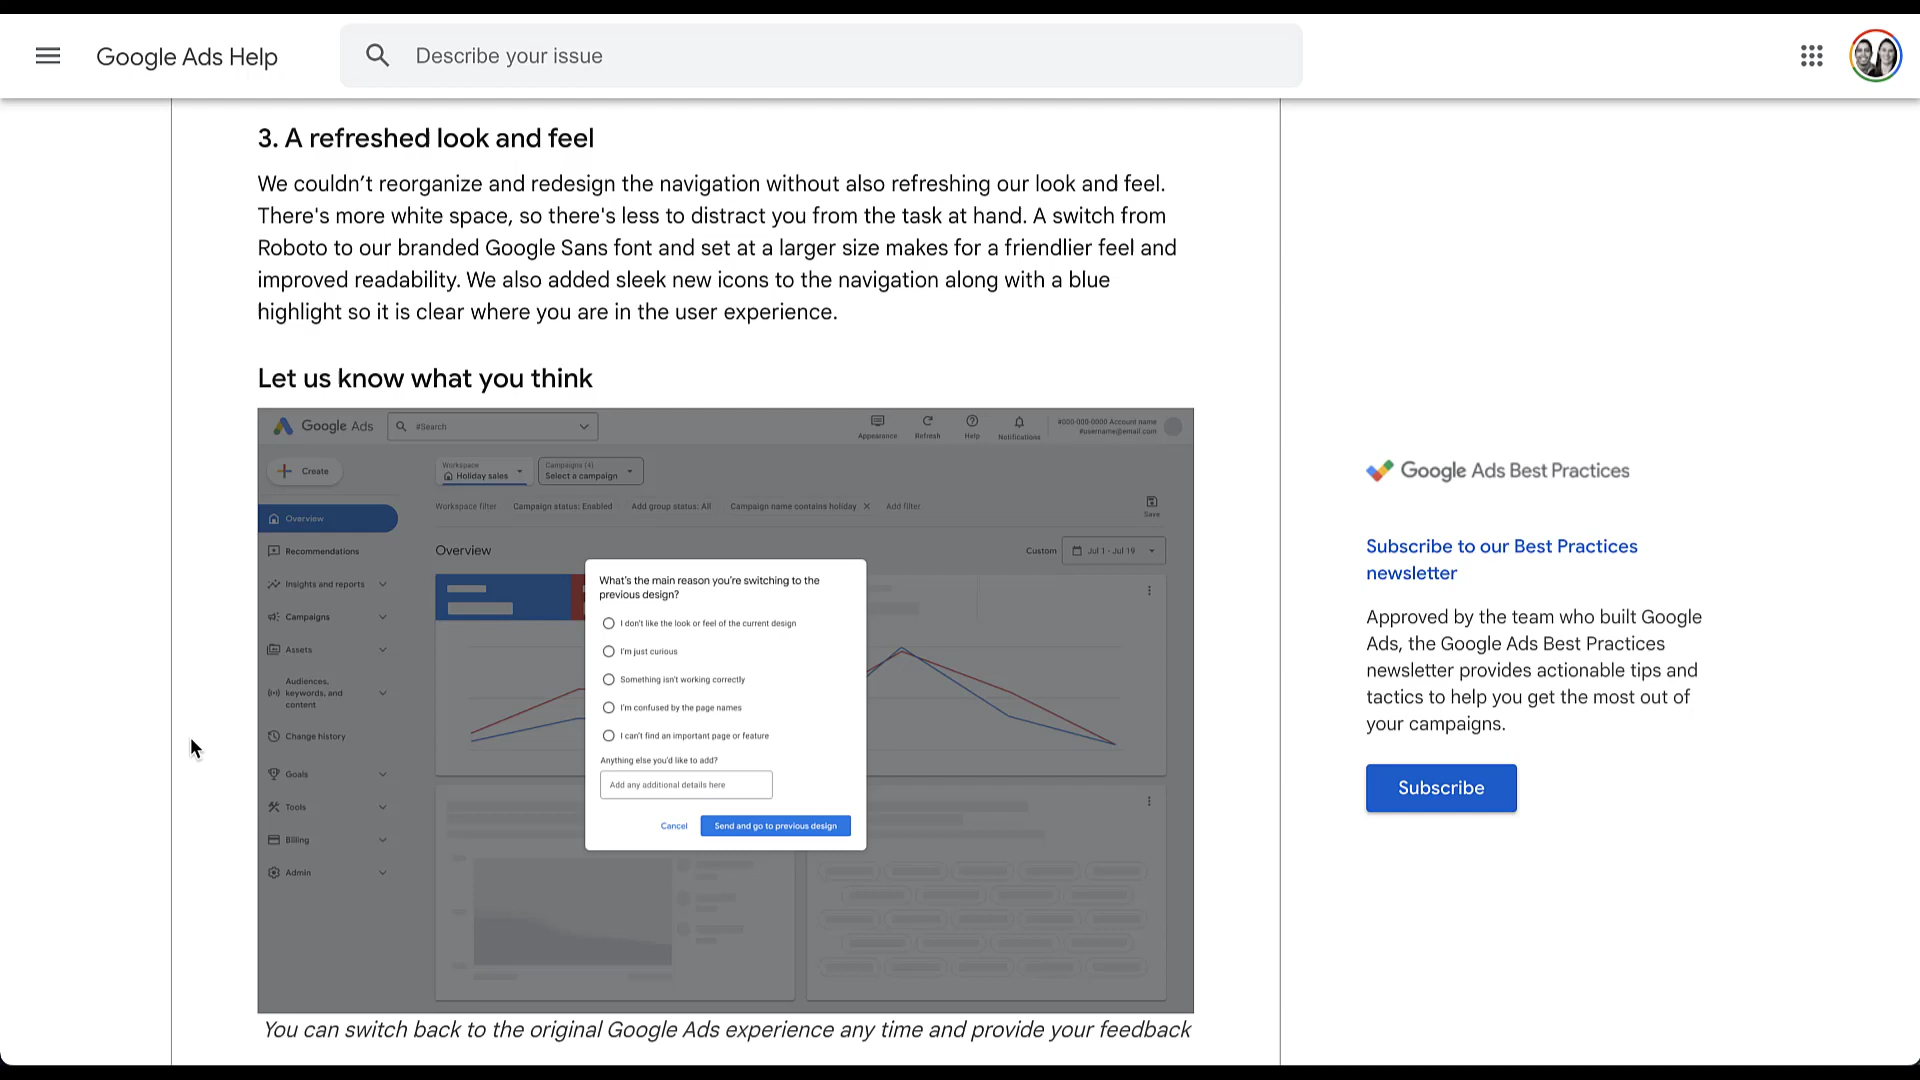 Google Ads Help
Describe your issue
3. A refreshed look and feel
We couldn’t reorganize and redesign the navigation without also refreshing our look and feel.
There's more white space, so there's less to distract you from the task at hand. A switch from
Roboto to our branded Google Sans font and set at a larger size makes for a friendlier feel and
improved readability. We also added sleek new icons to the navigation along with a blue
highlight so it is clear where you are in the user experience.
Let us know what you think
Google Ads
#Search
Appearance
Refresh
Help
Notifications
#000-000-0000 Account name
#username@email.com
Create
Workspace
Holiday sales
Campaigns (4)
Select a campaign
Workspace filter
Campaign status: Enabled
Add group status: All
Campaign name contains holiday
Add filter
Save
Overview
Recommendations
Insights and reports
Campaigns
Assets
Audiences,
keywords, and
content
Change history
Goals
Tools
Billing
Admin
Overview
Custom
Jul 1 - Jul 19
What's the main reason you're switching to the
previous design?
I don't like the look or feel of the current design
I'm just curious
Something isn't working correctly
I'm confused by the page names
I can't find an important page or feature
Anything else you'd like to add?
Add any additional details here
Cancel
Send and go to previous design
You can switch back to the original Google Ads experience any time and provide your feedback
Google Ads Best Practices
Subscribe to our Best Practices
newsletter
Approved by the team who built Google
Ads, the Google Ads Best Practices
newsletter provides actionable tips and
tactics to help you get the most out of
your campaigns.
Subscribe